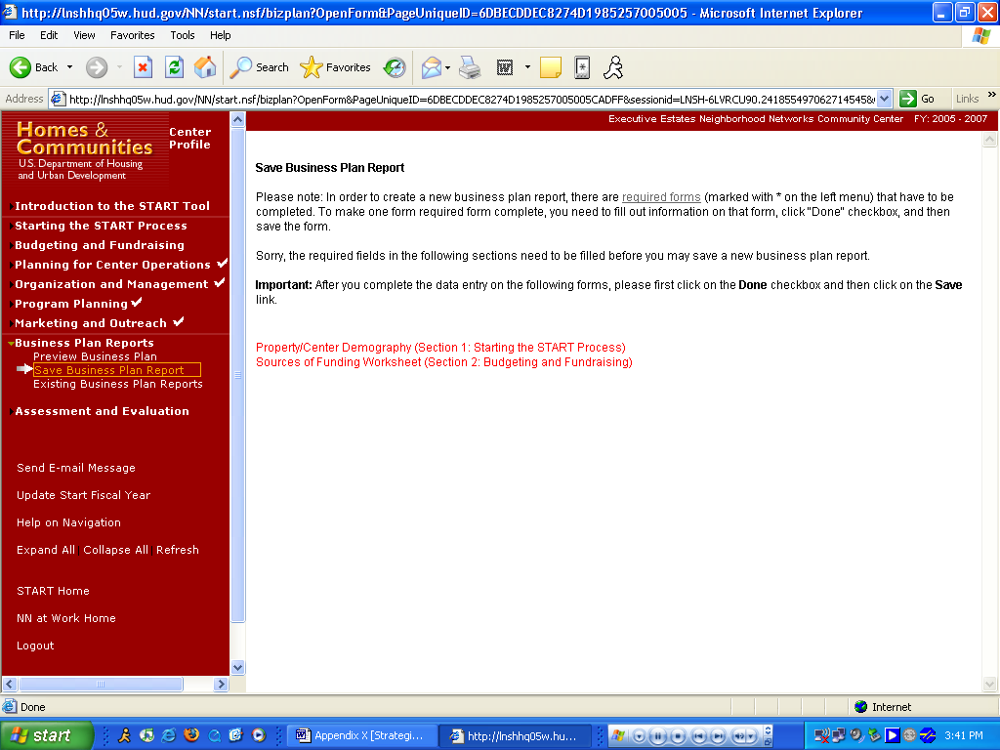 http://lnshhq05w.hud.gov/NN/start.nsf/bizplan?OpenForm&PageUniqueID=6DBECDDEC8274D1985257005005 - Microsoft Internet Explorer
File Edit View Favorites Tools Help
Back Search Favorites
Address http://lnshhq05w.hud.gov/NN/start.nsf/bizplan?OpenForm&PageUniqueID=6DBECDDEC8274D1985257005005CADFF&sessionid=LNSH-6LVRCU90.241855497062714545& Go Links »
Homes & Communities
U.S. Department of Housing
and Urban Development
Center Profile
Executive Estates Neighborhood Networks Community Center FY: 2005 - 2007
Introduction to the START Tool
Starting the START Process
Budgeting and Fundraising
Planning for Center Operations
Organization and Management
Program Planning
Marketing and Outreach
Business Plan Reports
Preview Business Plan
Save Business Plan Report
Existing Business Plan Reports
Assessment and Evaluation
Send E-mail Message
Update Start Fiscal Year
Help on Navigation
Expand All | Collapse All | Refresh
START Home
NN at Work Home
Logout
Save Business Plan Report
Please note: In order to create a new business plan report, there are required forms (marked with * on the left menu) that have to be
completed. To make one form required form complete, you need to fill out information on that form, click "Done" checkbox, and then
save the form.
Sorry, the required fields in the following sections need to be filled before you may save a new business plan report.
Important: After you complete the data entry on the following forms, please first click on the Done checkbox and then click on the Save
link.
Property/Center Demography (Section 1: Starting the START Process)
Sources of Funding Worksheet (Section 2: Budgeting and Fundraising)
Done Internet
start Appendix X [Strategi... http://lnshhq05w.hu... 3:41 PM